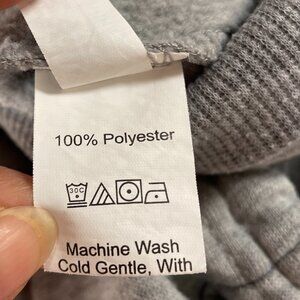 100% Polyester
30C
Machine Wash
Cold Gentle, With